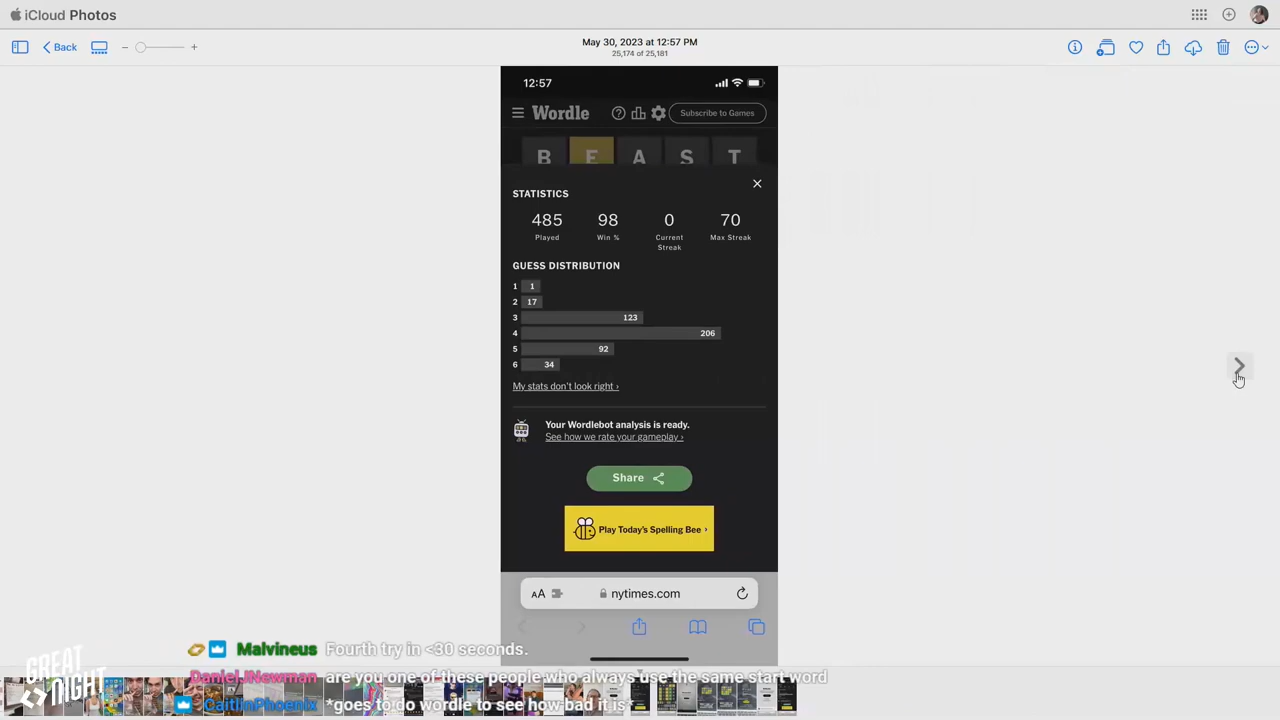 iCloud Photos
Back
May 30, 2023 at 12:57 PM
25,174 of 25,181
12:57
Wordle
Subscribe to Games
B E A S T
STATISTICS
485 98 0 70
Played Win % Current Streak Max Streak
GUESS DISTRIBUTION
1 1
2 17
3 123
4 206
5 92
6 34
My stats don't look right ›
Your Wordlebot analysis is ready.
See how we rate your gameplay ›
Share
Play Today's Spelling Bee ›
AA nytimes.com
Malvineus Fourth try in <30 seconds.
DanielJNewman are you one of these people who always use the same start word
CaitlinPhoenix *goes to do wordle to see how bad it is
GREAT
NIGHT